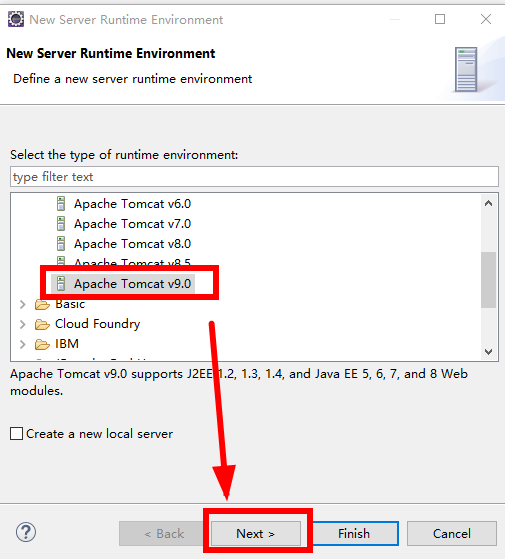 New Server Runtime Environment
New Server Runtime Environment
Define a new server runtime environment
Select the type of runtime environment:
type filter text
Apache Tomcat v6.0
Apache Tomcat v7.0
Apache Tomcat v8.0
Apache Tomcat v8.5
Apache Tomcat v9.0
Basic
Cloud Foundry
IBM
Apache Tomcat v9.0 supports J2EE 1.2, 1.3, 1.4, and Java EE 5, 6, 7, and 8 Web
modules.
Create a new local server
?
< Back
Next >
Finish
Cancel